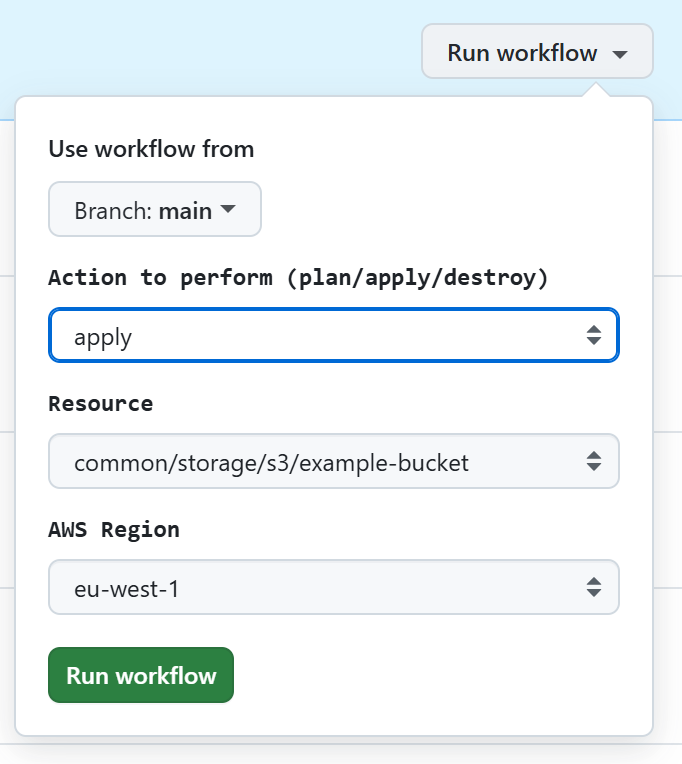 Run workflow
Use workflow from
Branch: main
Action to perform (plan/apply/destroy)
apply
Resource
common/storage/s3/example-bucket
AWS Region
eu-west-1
Run workflow